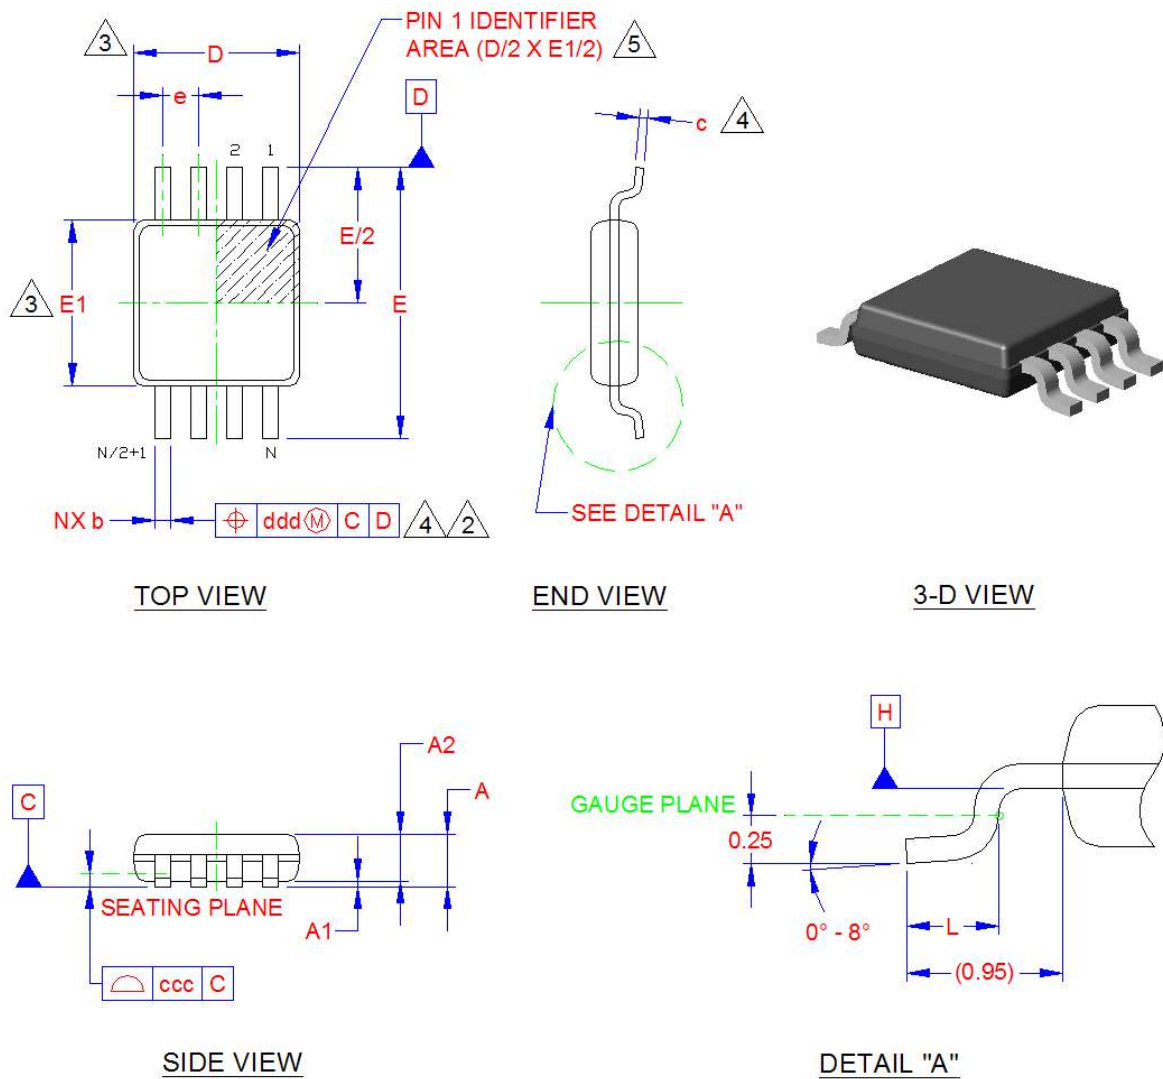 PIN 1 IDENTIFIER
AREA (D/2 X E1/2)
5
3
D
e
D
2
1
c
4
E/2
3
E1
E
N/2+1
N
NX b
ddd Ⓜ C D
4
2
SEE DETAIL "A"
TOP VIEW
END VIEW
3-D VIEW
A2
A
C
SEATING PLANE
A1
ccc C
H
GAUGE PLANE
0.25
0° - 8°
L
(0.95)
SIDE VIEW
DETAIL "A"